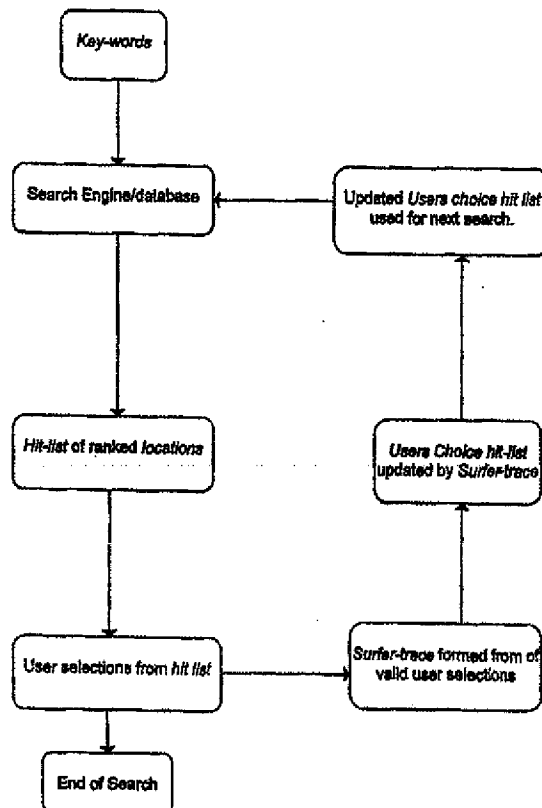 Key-words
Search Engine/database
Updated Users choice hit list
used for next search.
Hit-list of ranked locations
Users Choice hit-list
updated by Surfer-trace
User selections from hit list
Surfer-trace formed from of
valid user selections
End of Search